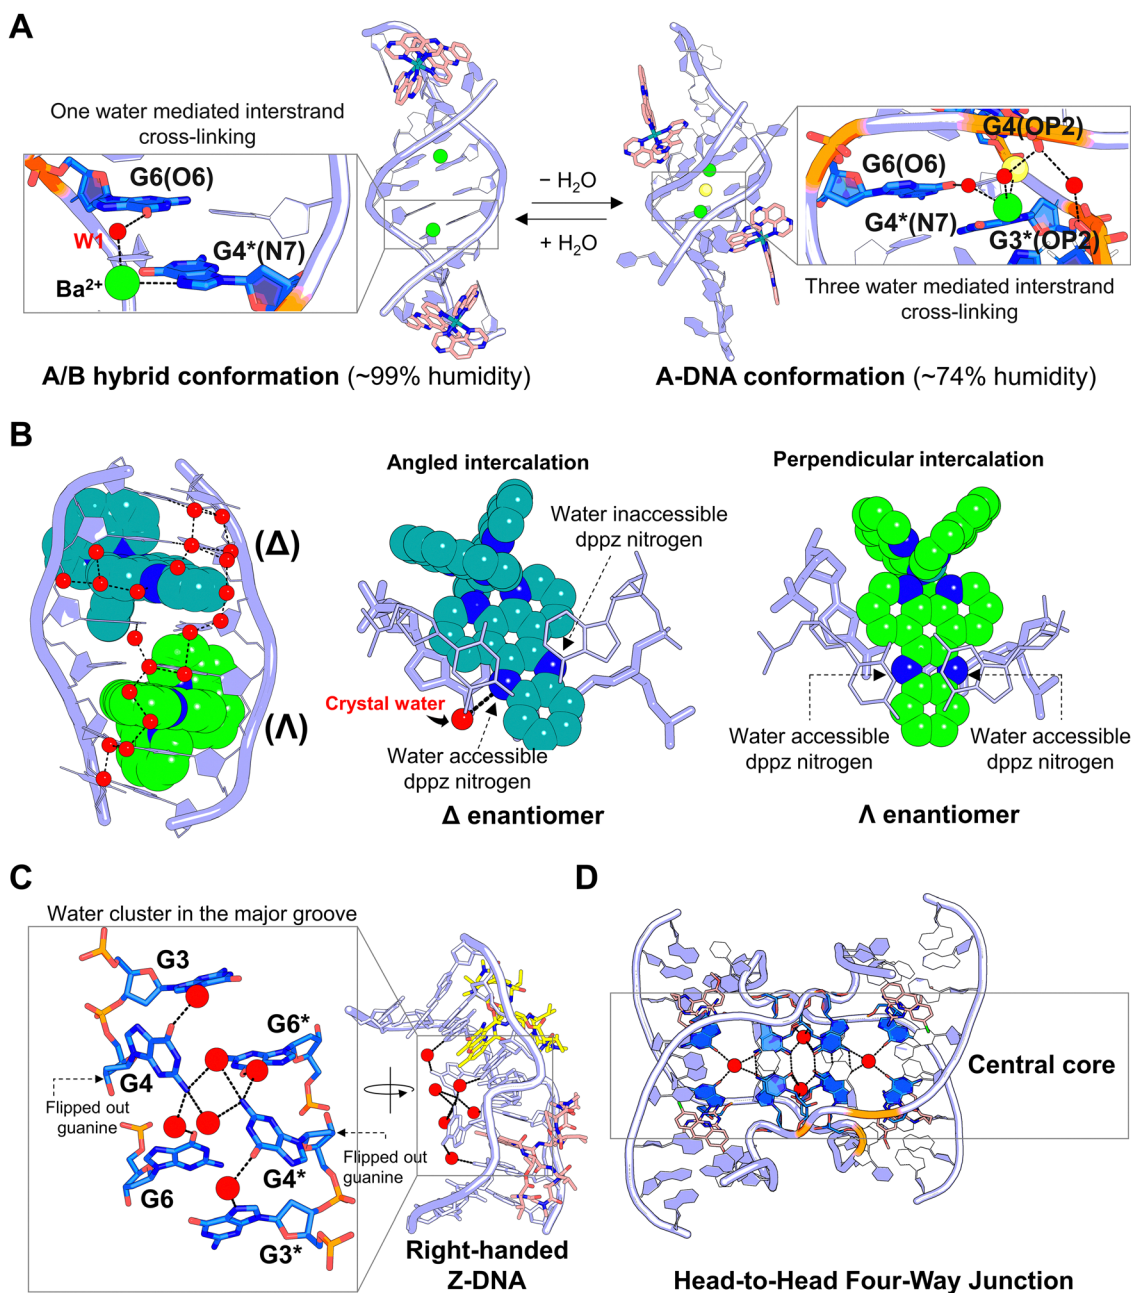 A
One water mediated interstrand
cross-linking
G6(O6)
W1
G4*(N7)
Ba²⁺
− H₂O
+ H₂O
G4(OP2)
G6(O6)
G4*(N7)
G3*(OP2)
Three water mediated interstrand
cross-linking
A/B hybrid conformation (~99% humidity)
A-DNA conformation (~74% humidity)
B
(Δ)
(Λ)
Angled intercalation
Water inaccessible
dppz nitrogen
Crystal water
Water accessible
dppz nitrogen
Δ enantiomer
Perpendicular intercalation
Water accessible
dppz nitrogen
Water accessible
dppz nitrogen
Λ enantiomer
C
Water cluster in the major groove
G3
G6*
G4
Flipped out
guanine
Flipped out
guanine
G4*
G6
G3*
Right-handed
Z-DNA
D
Central core
Head-to-Head Four-Way Junction